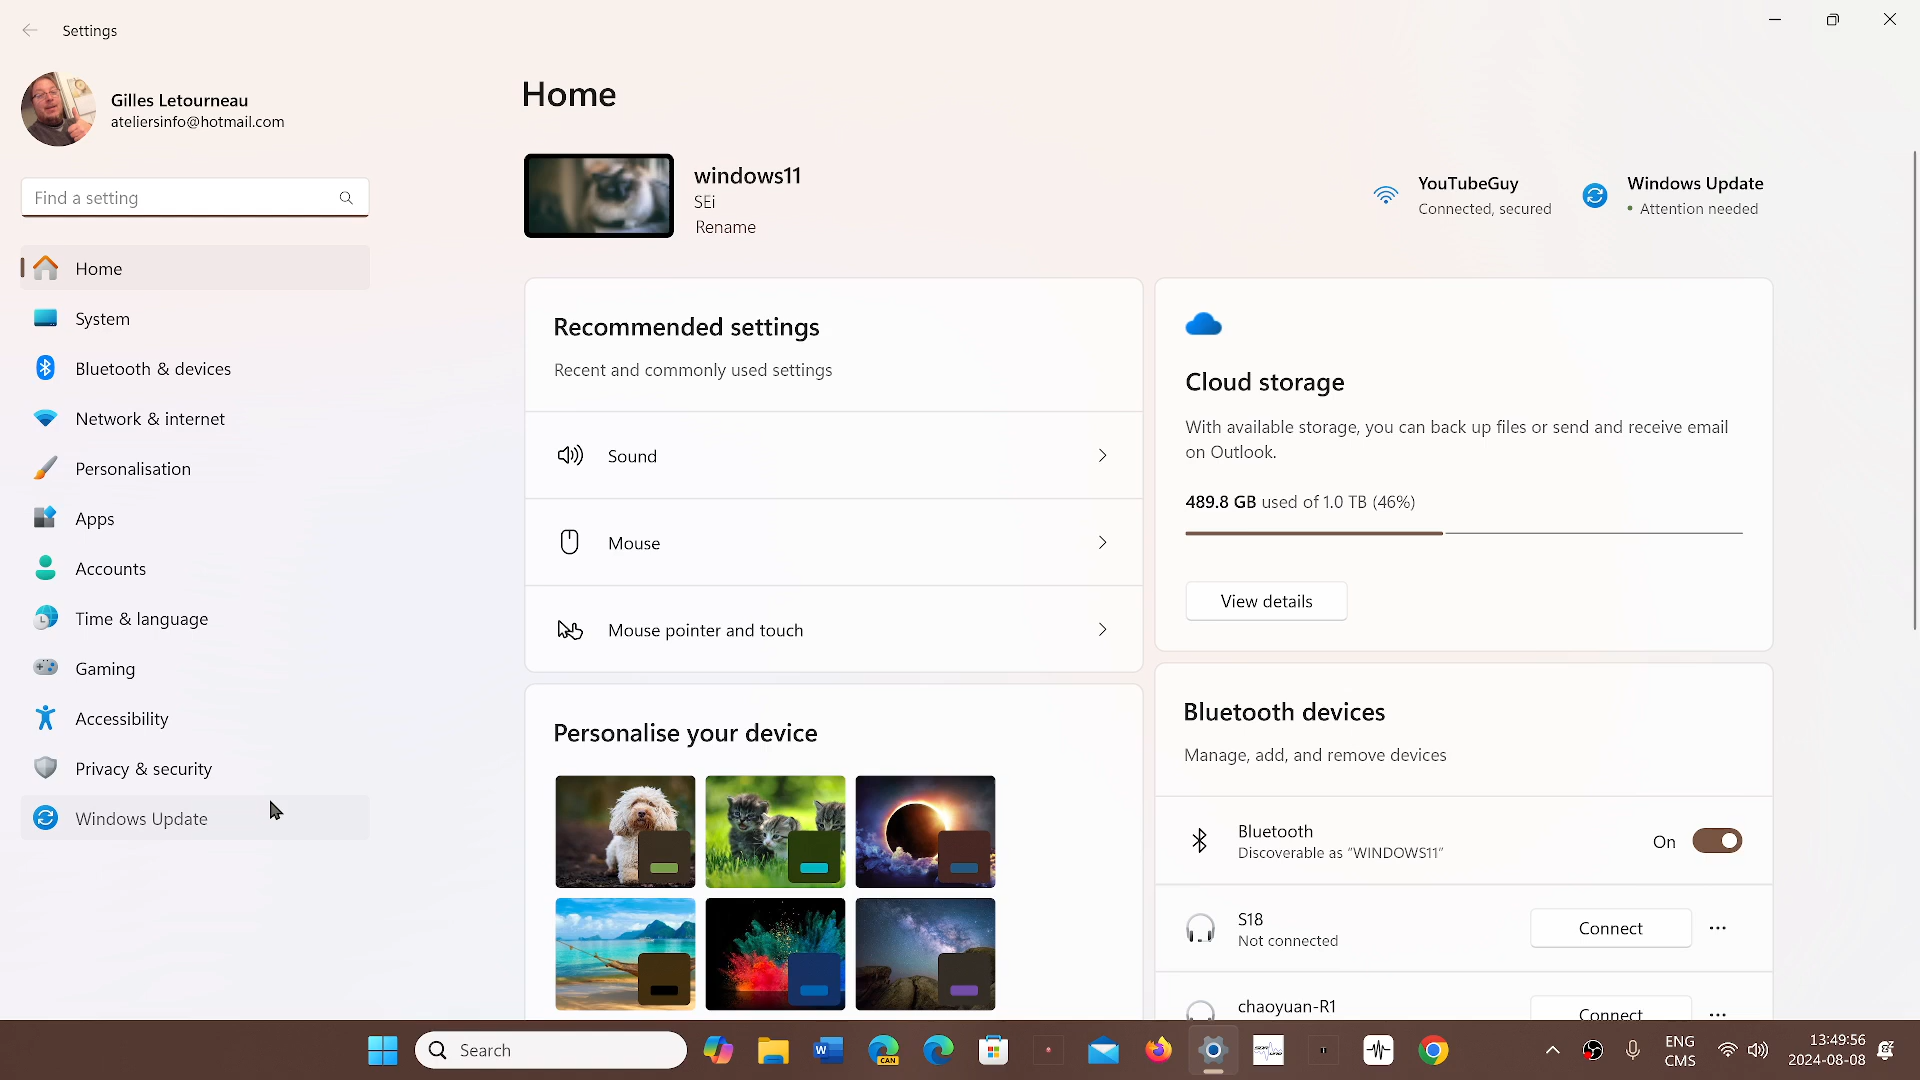 Settings
Gilles Letourneau
ateliersinfo@hotmail.com
Find a setting
Home
System
Bluetooth & devices
Network & internet
Personalisation
Apps
Accounts
Time & language
Gaming
Accessibility
Privacy & security
Windows Update
Home
windows11
SEi
Rename
YouTubeGuy
Connected, secured
Windows Update
• Attention needed
Recommended settings
Recent and commonly used settings
Sound
Mouse
Mouse pointer and touch
Personalise your device
Cloud storage
With available storage, you can back up files or send and receive email
on Outlook.
489.8 GB used of 1.0 TB (46%)
View details
Bluetooth devices
Manage, add, and remove devices
Bluetooth
Discoverable as "WINDOWS11"
On
S18
Not connected
Connect
chaoyuan-R1
Connect
Search
W
CAN
ENG
CMS
13:49:56
2024-08-08